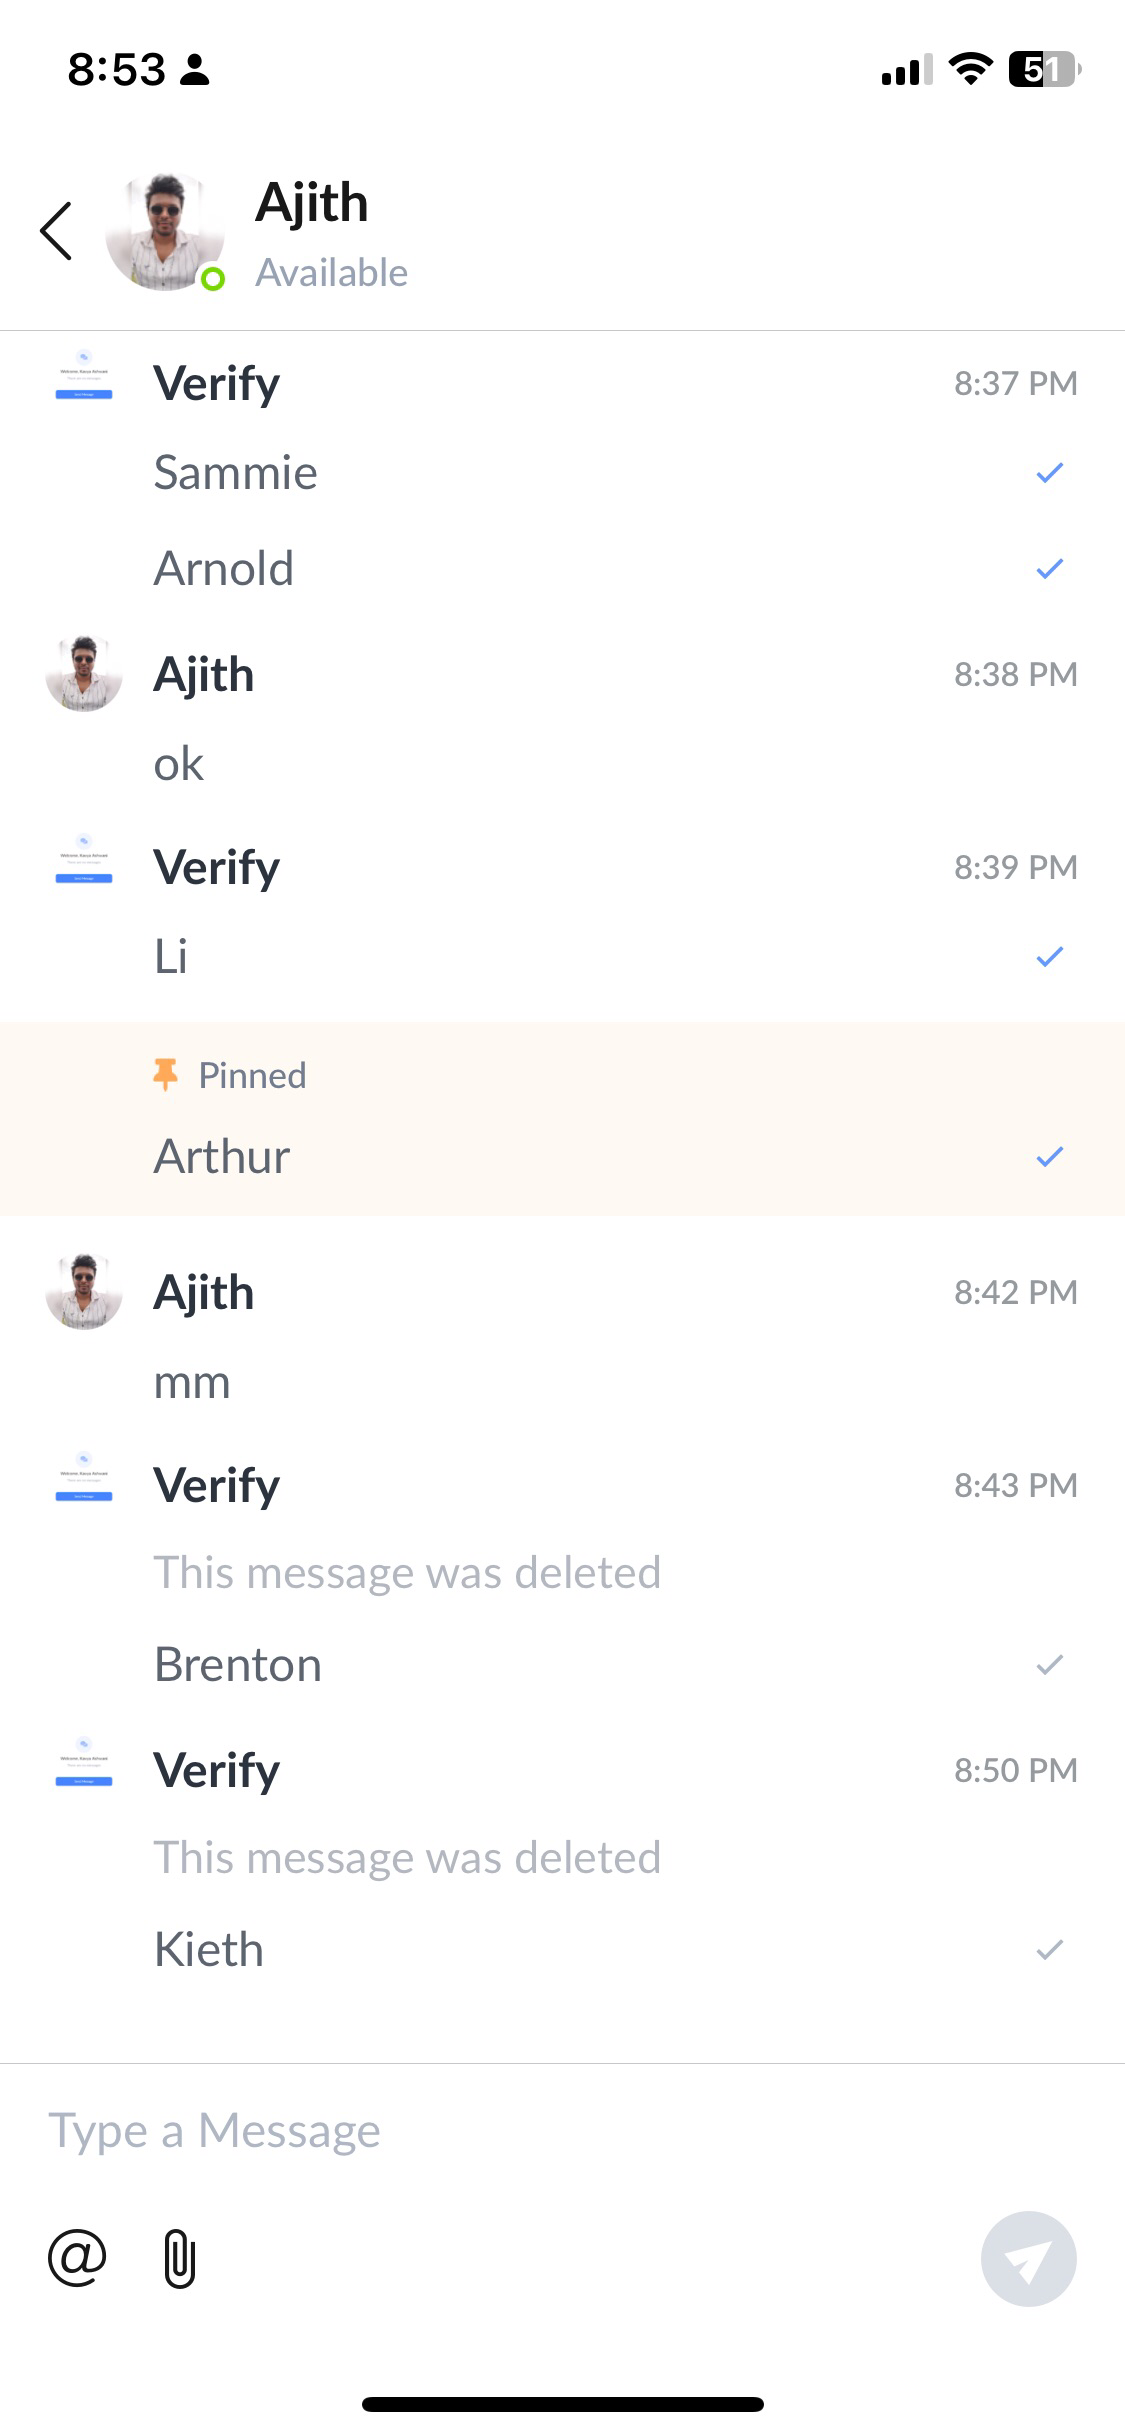 8:53
51
Ajith
Available
Verify 8:37 PM
Sammie
Arnold
Ajith 8:38 PM
ok
Verify 8:39 PM
Li
Pinned
Arthur
Ajith 8:42 PM
mm
Verify 8:43 PM
This message was deleted
Brenton
Verify 8:50 PM
This message was deleted
Kieth
Type a Message
@